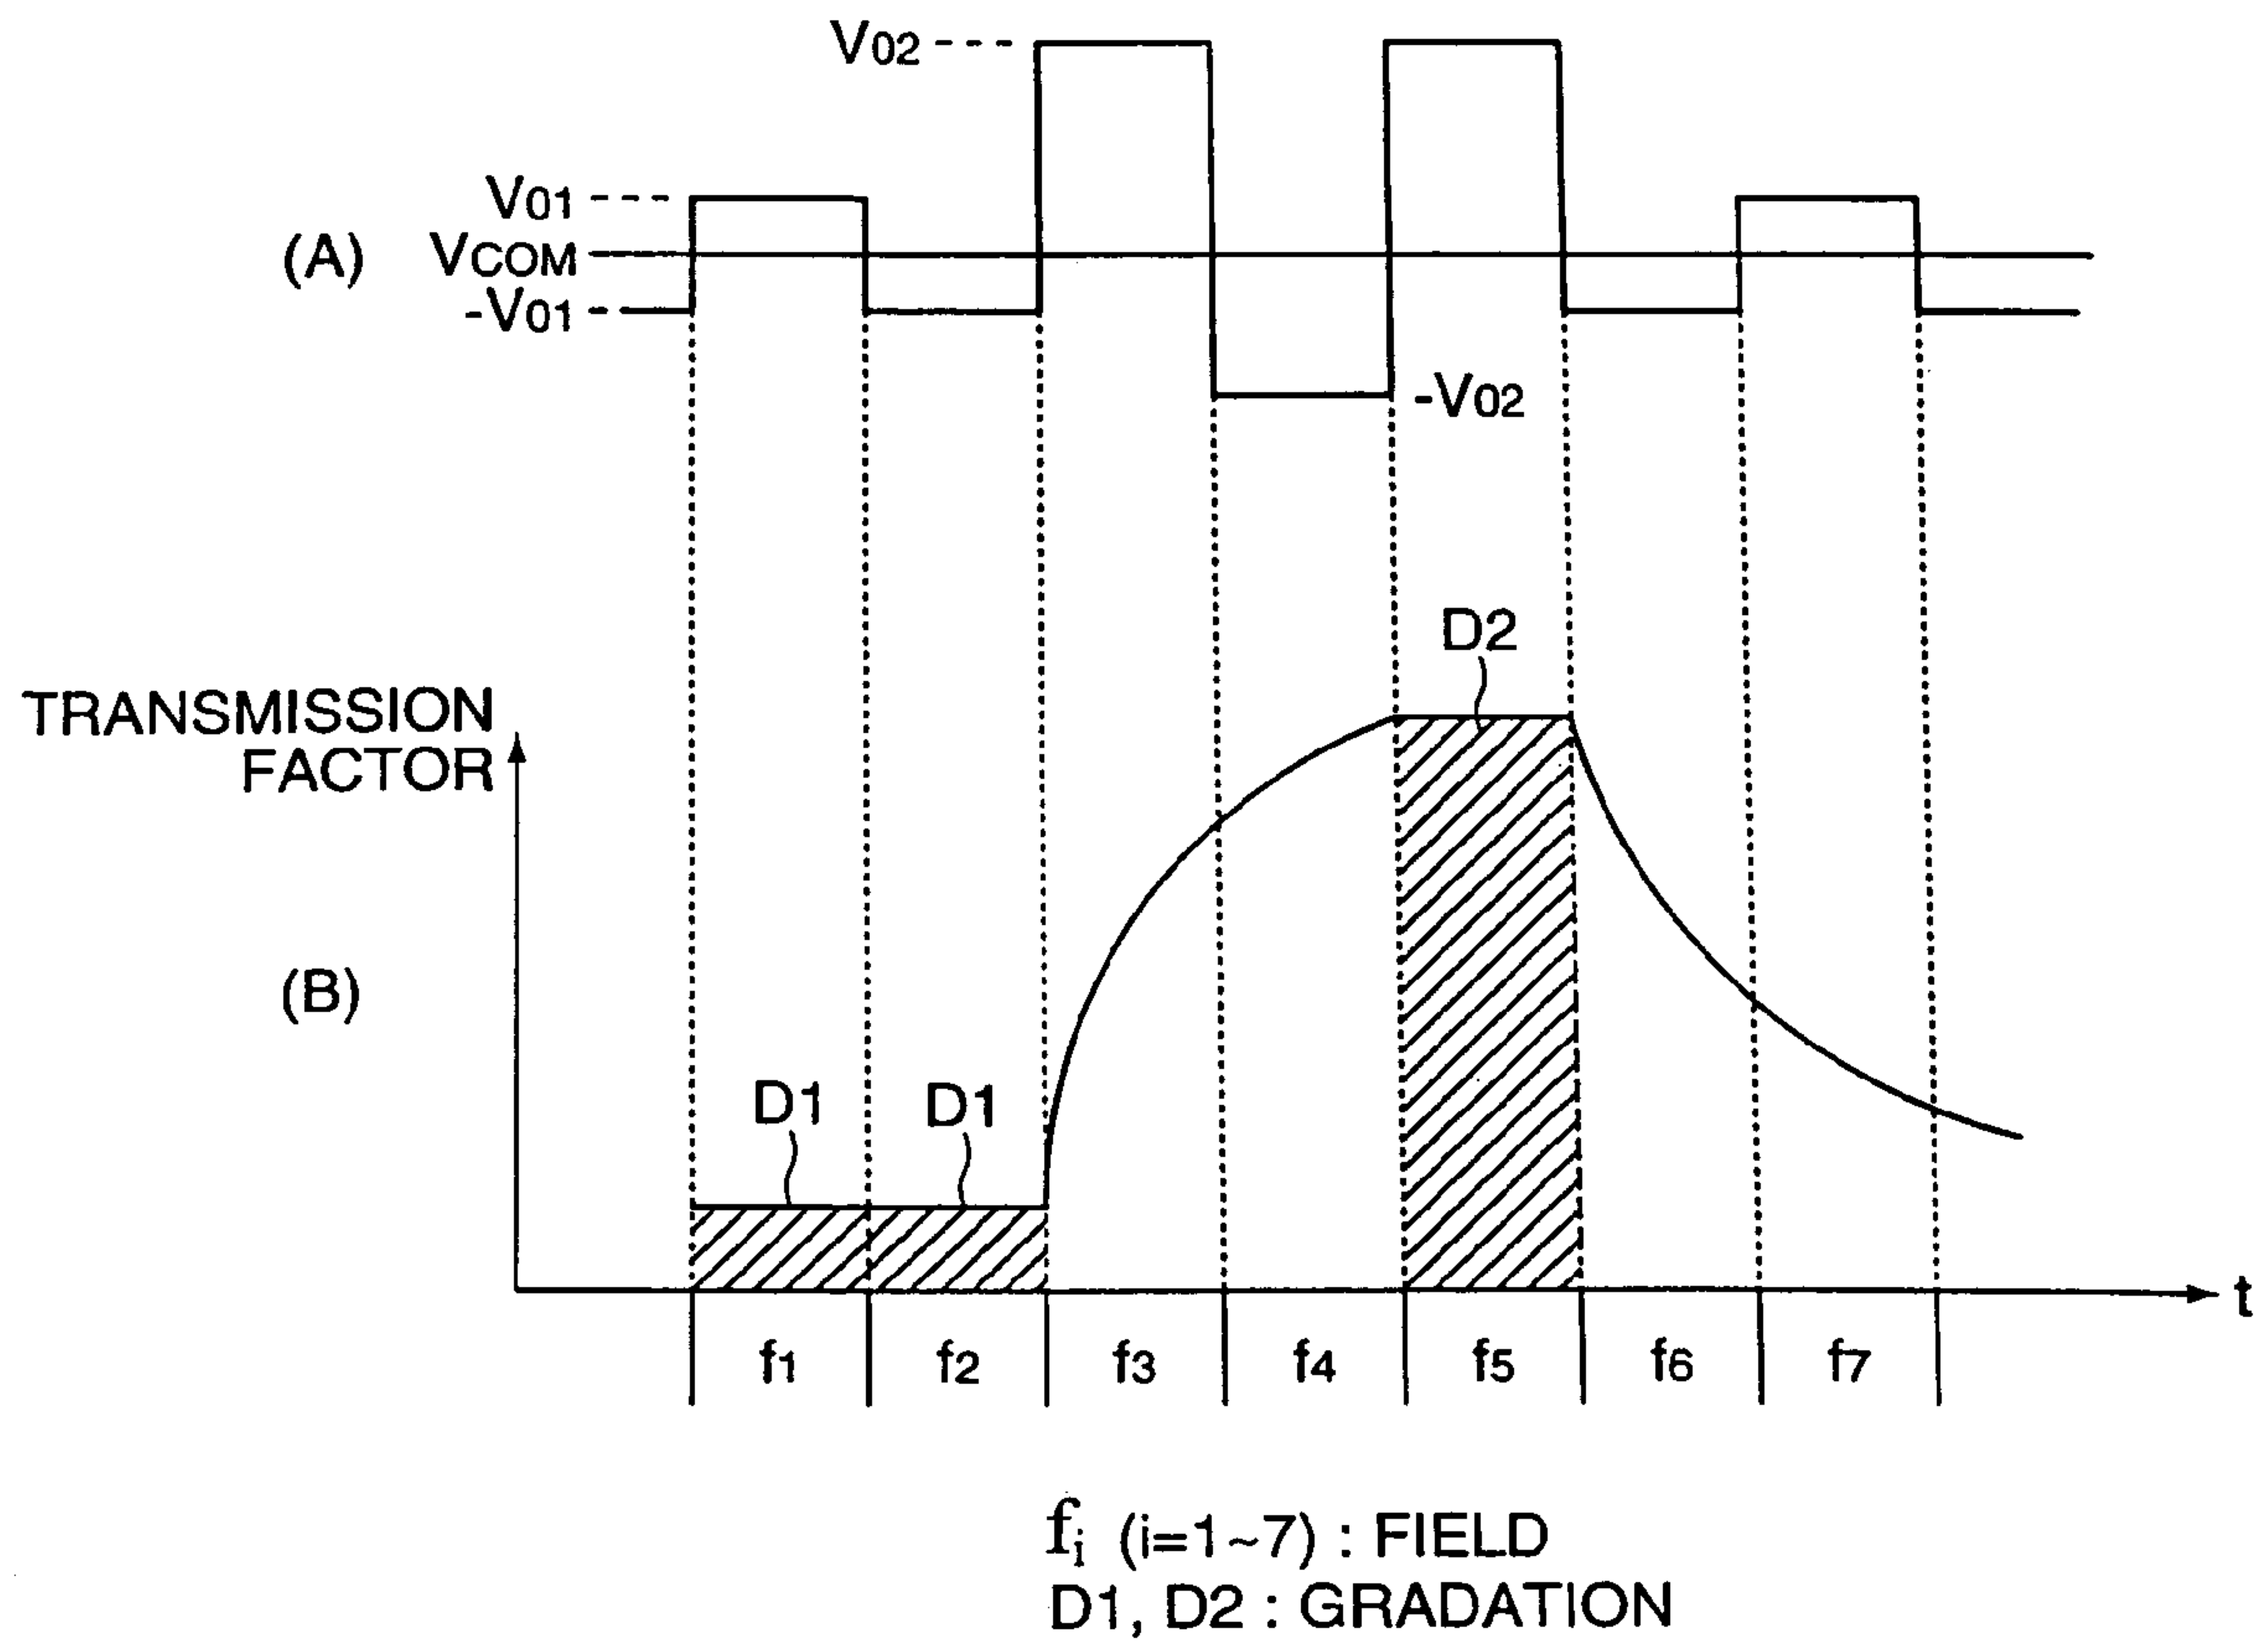 V02
V01
(A) VCOM
-V01
-V02
D2
TRANSMISSION
FACTOR
(B)
D1 D1
t
f1 f2 f3 f4 f5 f6 f7
fi (i=1~7) : FIELD
D1, D2 : GRADATION